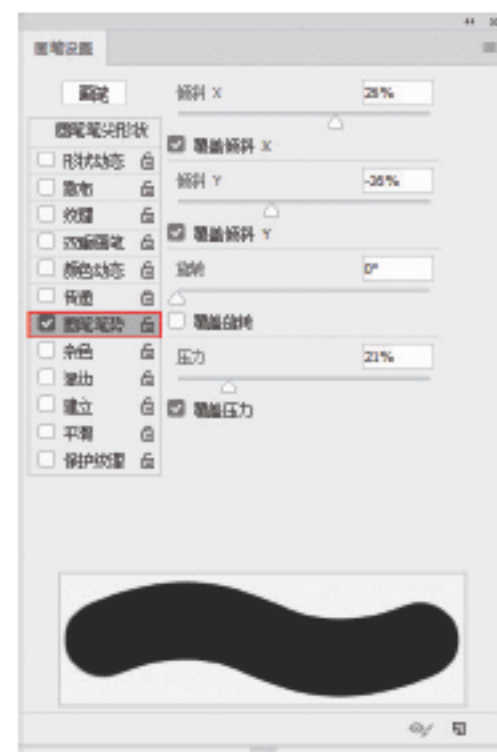 画笔设置
画笔
画笔笔尖形状
形状动态
散布
纹理
双重画笔
颜色动态
传递
画笔笔势
杂色
湿边
建立
平滑
保护纹理
倾斜 X
覆盖倾斜 X
倾斜 Y
覆盖倾斜 Y
旋转
0°
覆盖旋转
压力
21%
覆盖压力